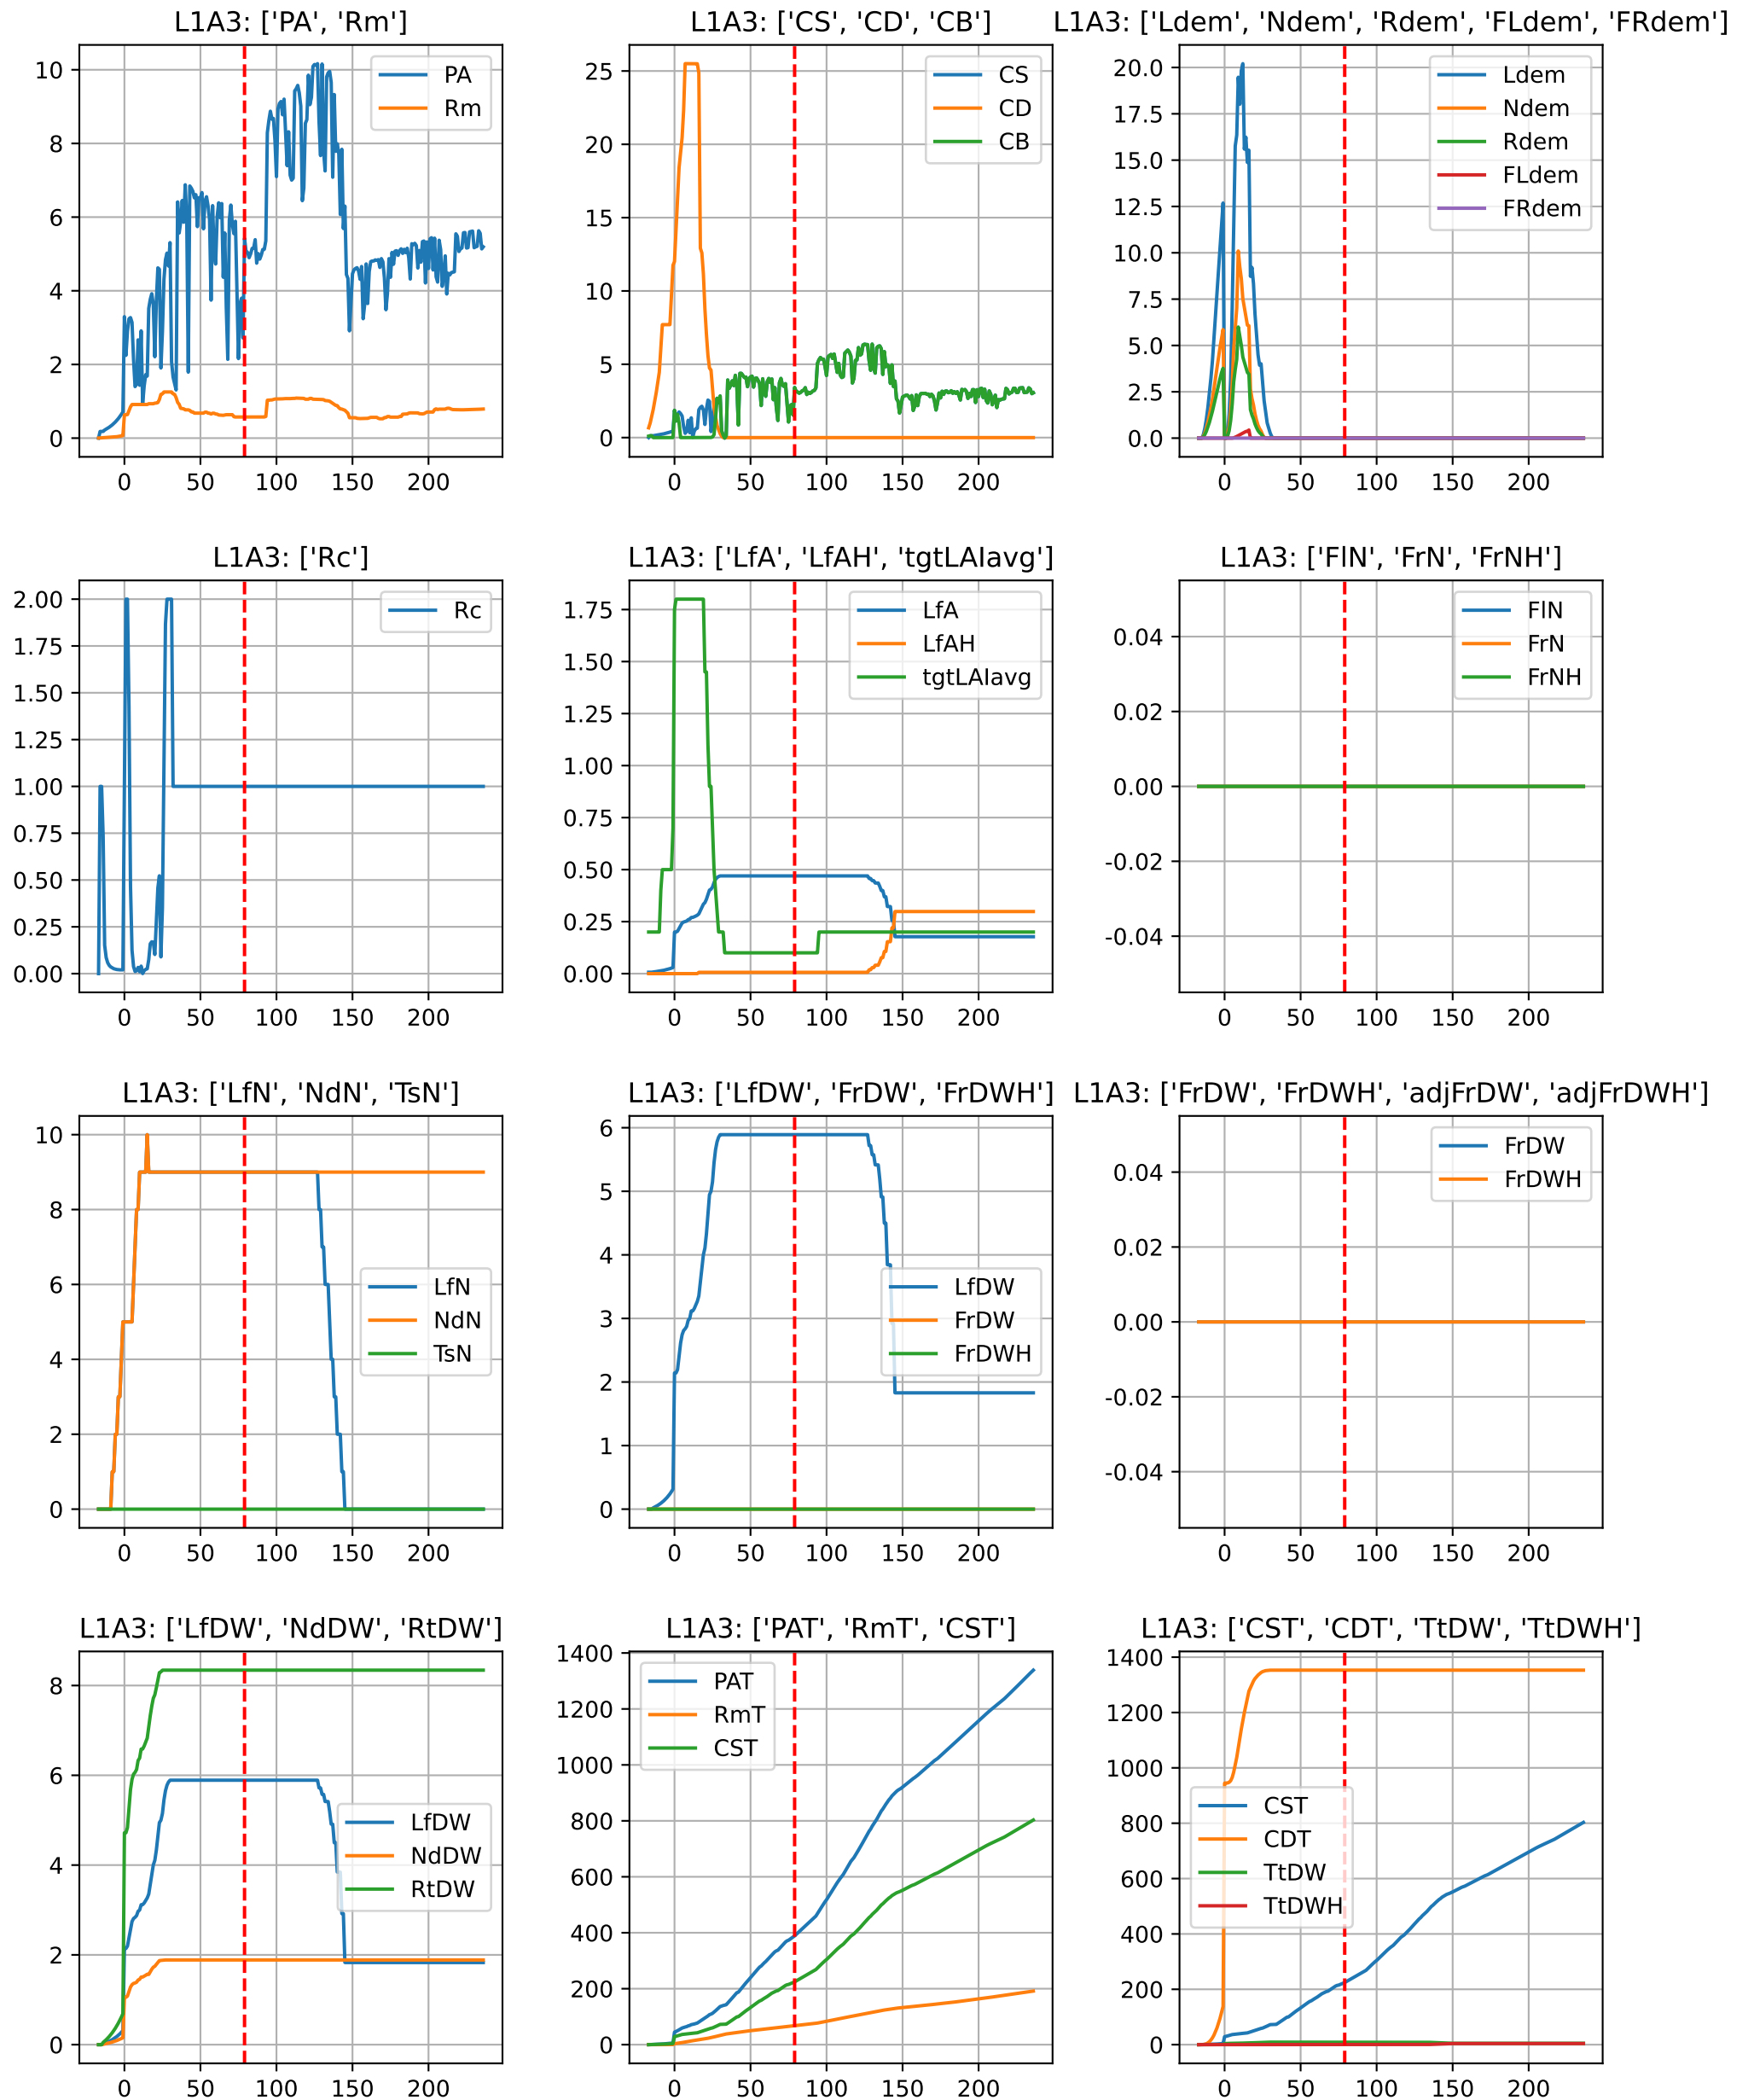 L1A3: ['PA', 'Rm']
10
8
6
4
2
0
0 50 100 150 200
PA
Rm
L1A3: ['CS', 'CD', 'CB']
25
20
15
10
5
0
0 50 100 150 200
CS
CD
CB
L1A3: ['Ldem', 'Ndem', 'Rdem', 'FLdem', 'FRdem']
20.0
17.5
15.0
12.5
10.0
7.5
5.0
2.5
0.0
0 50 100 150 200
Ldem
Ndem
Rdem
FLdem
FRdem
L1A3: ['Rc']
2.00
1.75
1.50
1.25
1.00
0.75
0.50
0.25
0.00
0 50 100 150 200
Rc
L1A3: ['LfA', 'LfAH', 'tgtLAIavg']
1.75
1.50
1.25
1.00
0.75
0.50
0.25
0.00
0 50 100 150 200
LfA
LfAH
tgtLAIavg
L1A3: ['FlN', 'FrN', 'FrNH']
0.04
0.02
0.00
-0.02
-0.04
0 50 100 150 200
FlN
FrN
FrNH
L1A3: ['LfN', 'NdN', 'TsN']
10
8
6
4
2
0
0 50 100 150 200
LfN
NdN
TsN
L1A3: ['LfDW', 'FrDW', 'FrDWH']
6
5
4
3
2
1
0
0 50 100 150 200
LfDW
FrDW
FrDWH
L1A3: ['FrDW', 'FrDWH', 'adjFrDW', 'adjFrDWH']
0.04
0.02
0.00
-0.02
-0.04
0 50 100 150 200
FrDW
FrDWH
L1A3: ['LfDW', 'NdDW', 'RtDW']
8
6
4
2
0
0 50 100 150 200
LfDW
NdDW
RtDW
L1A3: ['PAT', 'RmT', 'CST']
1400
1200
1000
800
600
400
200
0
0 50 100 150 200
PAT
RmT
CST
L1A3: ['CST', 'CDT', 'TtDW', 'TtDWH']
1400
1200
1000
800
600
400
200
0
0 50 100 150 200
CST
CDT
TtDW
TtDWH